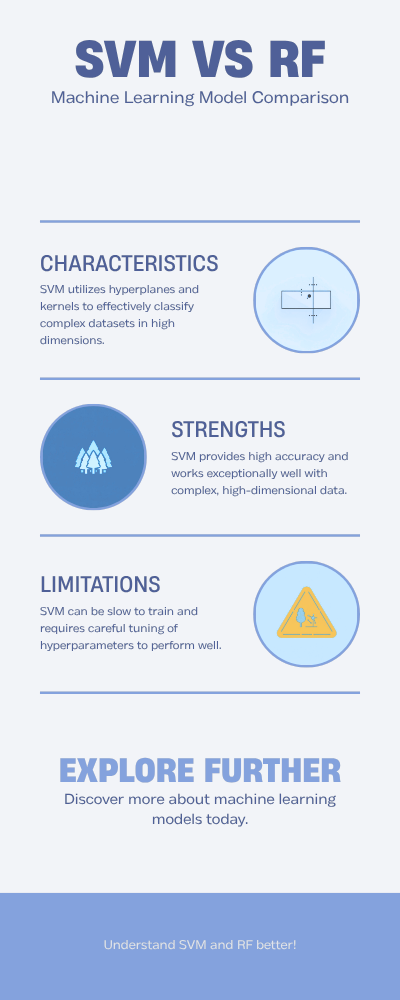 SVM VS RF
Machine Learning Model Comparison
CHARACTERISTICS
SVM utilizes hyperplanes and
kernels to effectively classify
complex datasets in high
dimensions.
STRENGTHS
SVM provides high accuracy and
works exceptionally well with
complex, high-dimensional data.
LIMITATIONS
SVM can be slow to train and
requires careful tuning of
hyperparameters to perform well.
EXPLORE FURTHER
Discover more about machine learning
models today.
Understand SVM and RF better!